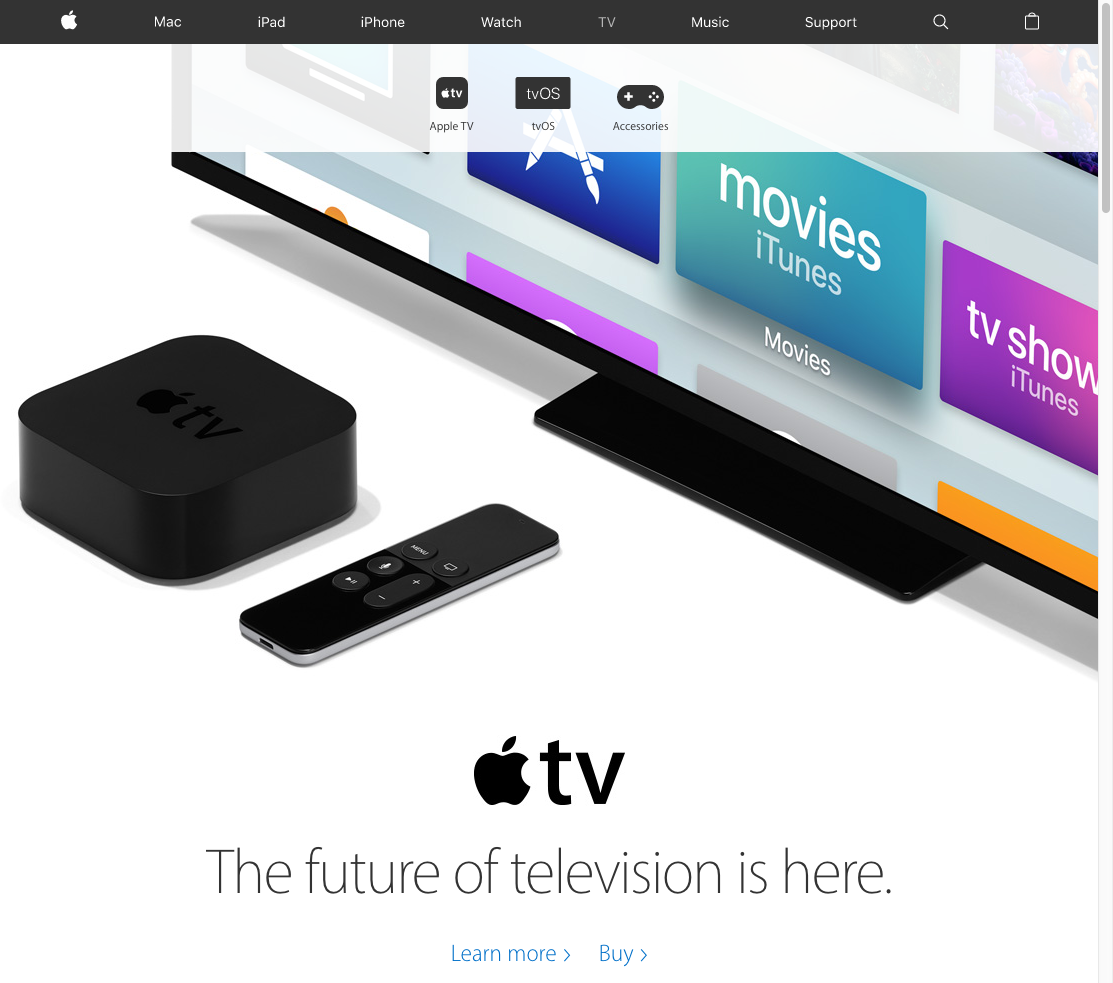 Mac iPad iPhone Watch TV Music Support
tv tvOS
Apple TV tvOS Accessories
movies
iTunes
Movies
tv show
iTunes
tv
MENU
tv
The future of television is here.
Learn more › Buy ›